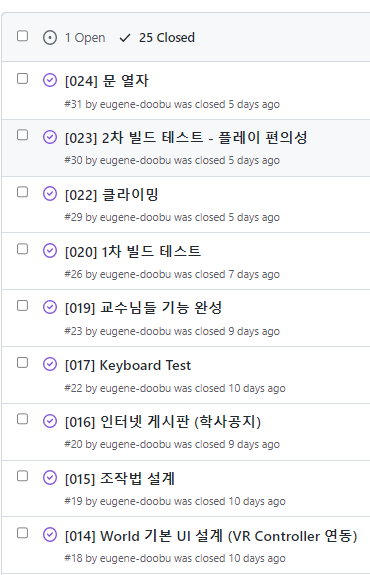 1 Open 25 Closed
[024] 문 열자
#31 by eugene-doobu was closed 5 days ago
[023] 2차 빌드 테스트 - 플레이 편의성
#30 by eugene-doobu was closed 5 days ago
[022] 클라이밍
#29 by eugene-doobu was closed 5 days ago
[020] 1차 빌드 테스트
#26 by eugene-doobu was closed 7 days ago
[019] 교수님들 기능 완성
#23 by eugene-doobu was closed 9 days ago
[017] Keyboard Test
#22 by eugene-doobu was closed 10 days ago
[016] 인터넷 게시판 (학사공지)
#20 by eugene-doobu was closed 9 days ago
[015] 조작법 설계
#19 by eugene-doobu was closed 10 days ago
[014] World 기본 UI 설계 (VR Controller 연동)
#18 by eugene-doobu was closed 10 days ago